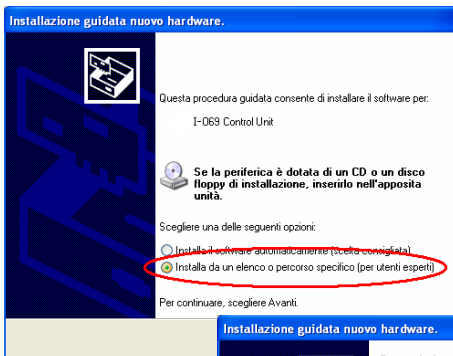 Installazione guidata nuovo hardware.
Questa procedura guidata consente di installare il software per:
I-069 Control Unit
Se la periferica è dotata di un CD o un disco
floppy di installazione, inserirlo nell'apposita
unità.
Scegliere una delle seguenti opzioni:
Installa il software automaticamente (scelta consigliata)
Installa da un elenco o percorso specifico (per utenti esperti)
Per continuare, scegliere Avanti.
Installazione guidata nuovo hardware.